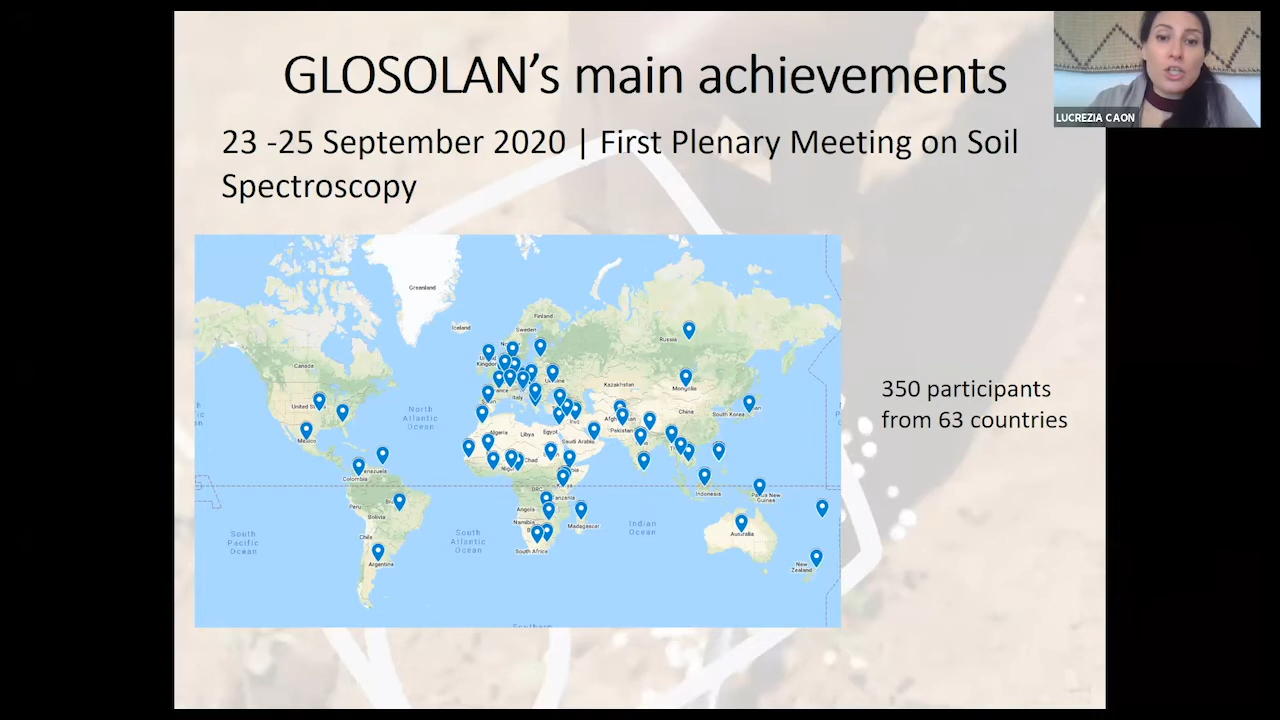 GLOSOLAN's main achievements
LUCREZIA CAON
23 -25 September 2020 | First Plenary Meeting on Soil
Spectroscopy
Greenland
Iceland
Finland
Sweden
Russia
Canada
Kazakhstan
Mongolia
Italy
North
Atlantic
Ocean
China
South Korea
Pakistan
Algeria
Libya
Egypt
Saudi Arabia
Mexico
Chad
Venezuela
Colombia
DRC
Tanzania
Indonesia
Papua New
Guinea
Peru
Bolivia
Angola
Namibia
Madagascar
Indian
Ocean
South
Pacific
Ocean
South
Atlantic
Ocean
Chile
Australia
South Africa
Argentina
New
Zealand
350 participants
from 63 countries